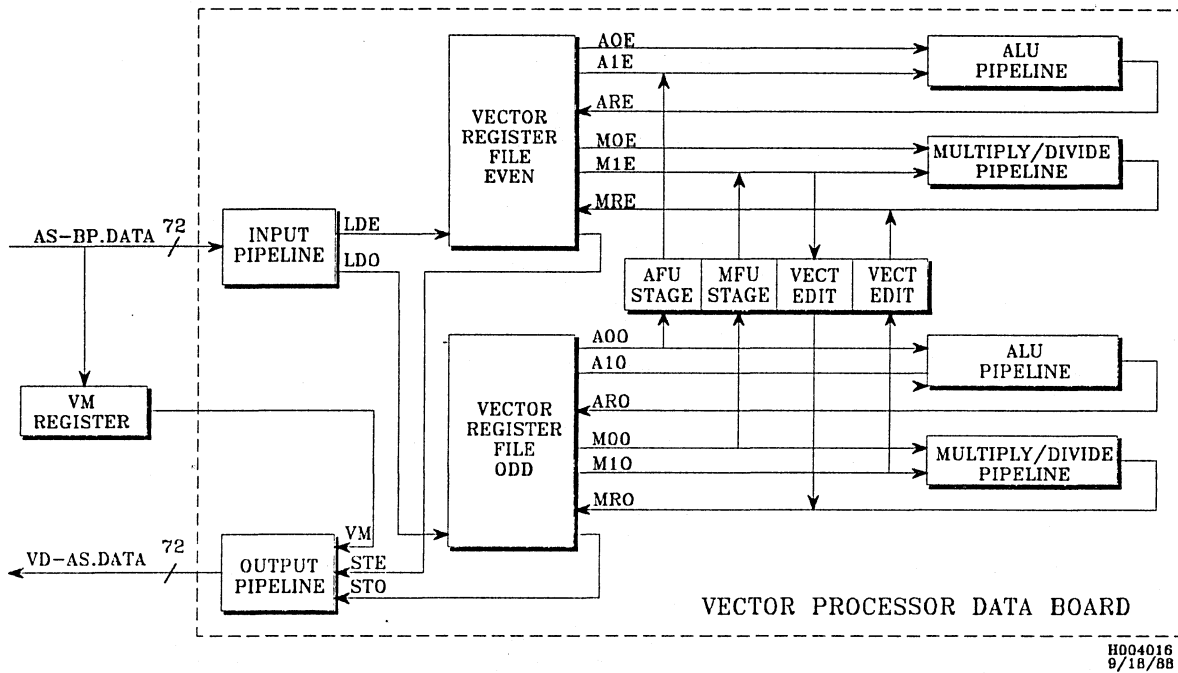 A0E
A1E
ARE
M0E
M1E
MRE
VECTOR
REGISTER
FILE
EVEN
ALU
PIPELINE
MULTIPLY/DIVIDE
PIPELINE
AS-BP.DATA
72
INPUT
PIPELINE
LDE
LDO
AFU
STAGE
MFU
STAGE
VECT
EDIT
VECT
EDIT
VM
REGISTER
VECTOR
REGISTER
FILE
ODD
A0O
A1O
ARO
M0O
M1O
MRO
ALU
PIPELINE
MULTIPLY/DIVIDE
PIPELINE
VD-AS.DATA
72
OUTPUT
PIPELINE
VM
STE
STO
VECTOR PROCESSOR DATA BOARD
H004016
9/18/88